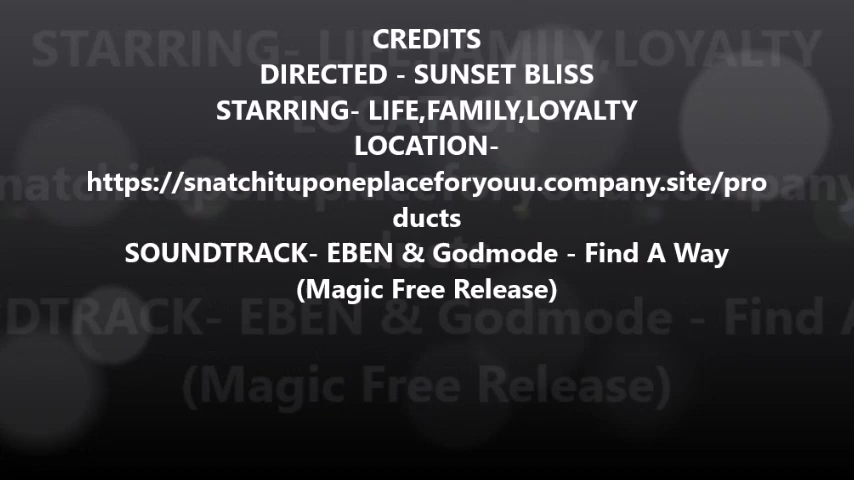 CREDITS
DIRECTED - SUNSET BLISS
STARRING- LIFE,FAMILY,LOYALTY
LOCATION-
https://snatchituponeplaceforyouu.company.site/pro
ducts
SOUNDTRACK- EBEN & Godmode - Find A Way
(Magic Free Release)